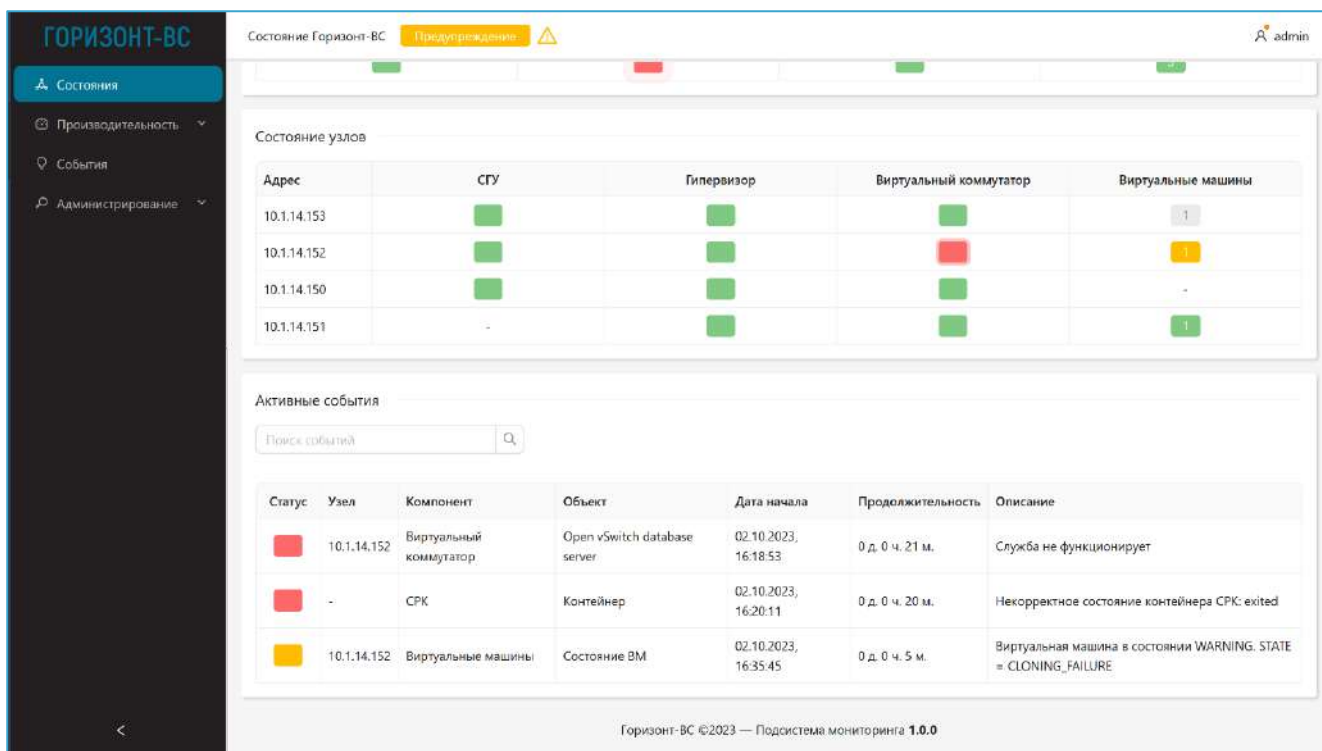 ГОРИЗОНТ-ВС
Состояние Горизонт-ВС
Предупреждение
admin
Состояния
Производительность
События
Администрирование
Состояние узлов
Адрес СГУ Гипервизор Виртуальный коммутатор Виртуальные машины
10.1.14.153 1
10.1.14.152 1
10.1.14.150 -
10.1.14.151 - 1
Активные события
Поиск событий
Статус Узел Компонент Объект Дата начала Продолжительность Описание
10.1.14.152 Виртуальный коммутатор Open vSwitch database server 02.10.2023, 16:18:53 0 д. 0 ч. 21 м. Служба не функционирует
- СРК Контейнер 02.10.2023, 16:20:11 0 д. 0 ч. 20 м. Некорректное состояние контейнера СРК: exited
10.1.14.152 Виртуальные машины Состояние ВМ 02.10.2023, 16:35:45 0 д. 0 ч. 5 м. Виртуальная машина в состоянии WARNING. STATE = CLONING_FAILURE
Горизонт-ВС ©2023 — Подсистема мониторинга 1.0.0